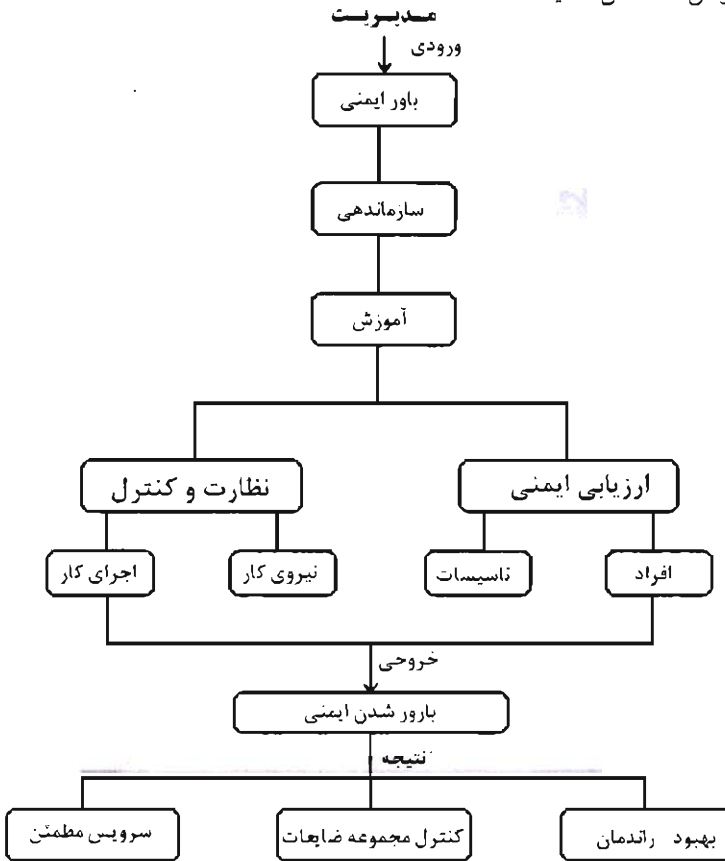 مدیریت
ورودی
باور ایمنی
سازماندهی
آموزش
ارزیابی ایمنی
نظارت و کنترل
افراد
تاسیسات
نیروی کار
اجرای کار
خروجی
بارور شدن ایمنی
نتیجه
بهبود راندمان
کنترل مجموعه ضایعات
سرویس مطمئن